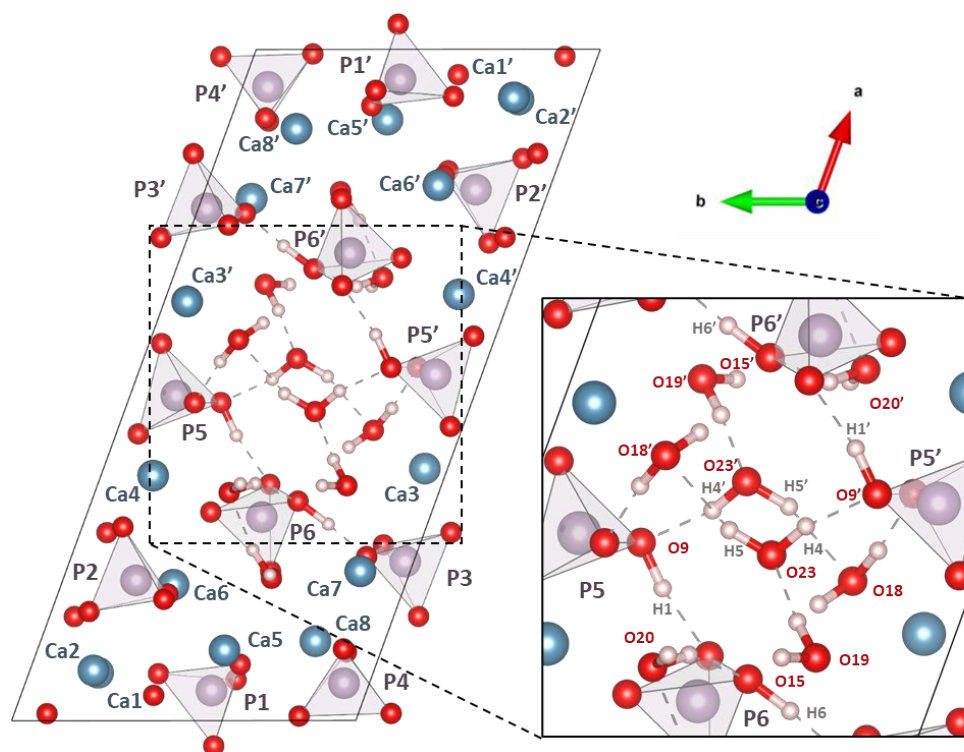 P1’
Ca1’
P4’
Ca2’
Ca5’
Ca8’
P3’
Ca7’
Ca6’
P2’
P6’
Ca3’
Ca4’
P5’
P5
Ca4
Ca3
P6
P2
Ca6
Ca7
P3
Ca5
Ca8
Ca2
Ca1
P1
P4
a
b
c
H6’
P6’
O15’
O19’
O20’
H1’
O18’
O23’
P5’
H4’
H5’
O9’
O9
H5
H4
O23
P5
O18
H1
O20
O19
O15
P6
H6